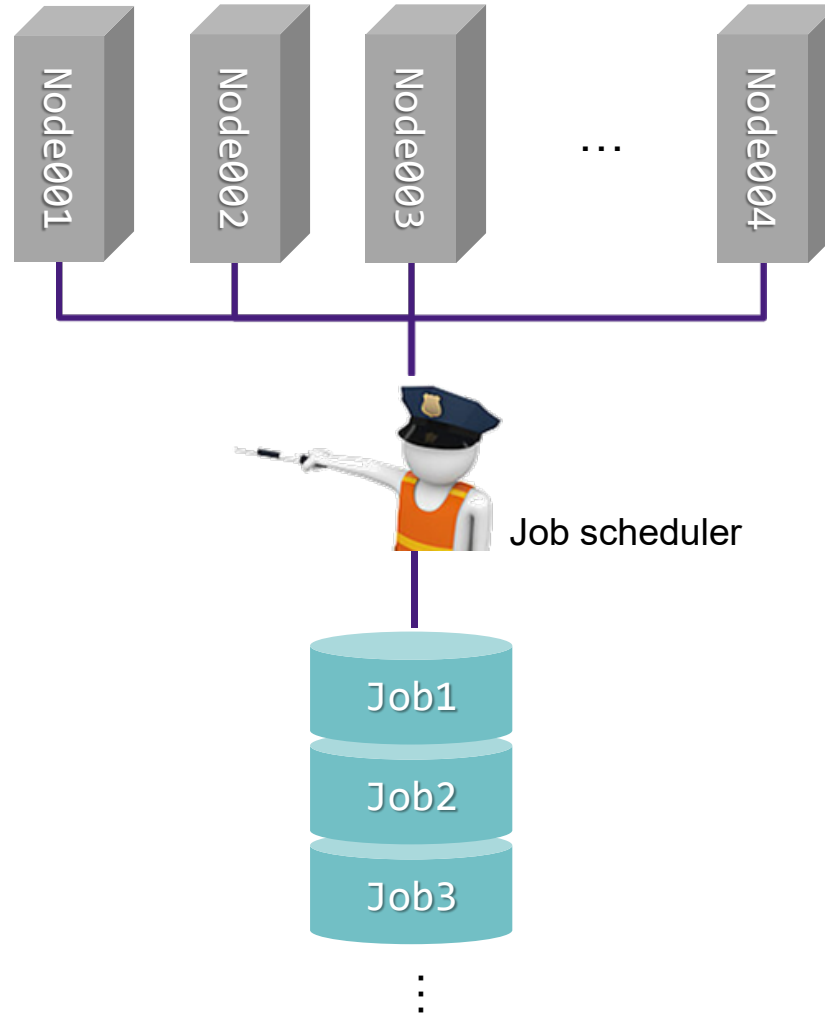 Node001
Node002
Node003
...
Node004
Job scheduler
Job1
Job2
Job3
⋮